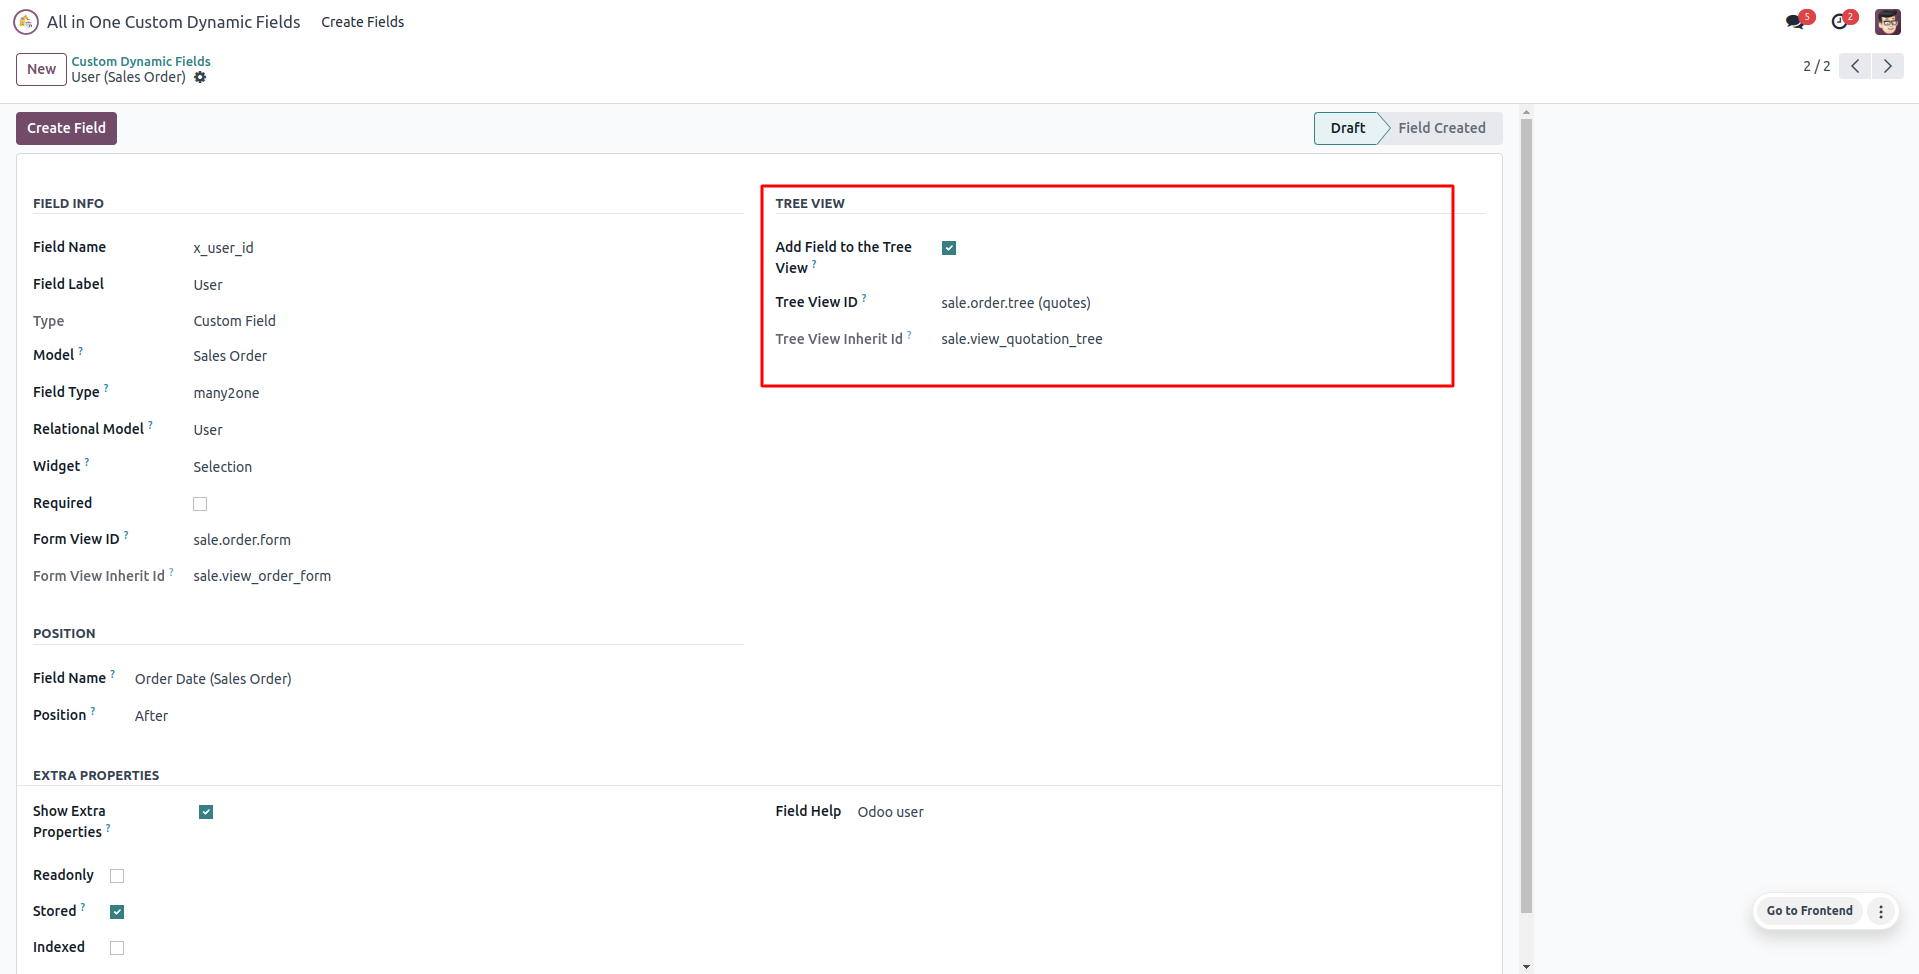 All in One Custom Dynamic Fields Create Fields 5 2
New Custom Dynamic Fields
User (Sales Order) 2 / 2
Create Field Draft Field Created
FIELD INFO
Field Name x_user_id
Field Label User
Type Custom Field
Model ? Sales Order
Field Type ? many2one
Relational Model ? User
Widget ? Selection
Required
Form View ID ? sale.order.form
Form View Inherit Id ? sale.view_order_form
TREE VIEW
Add Field to the Tree
View ?
Tree View ID ? sale.order.tree (quotes)
Tree View Inherit Id ? sale.view_quotation_tree
POSITION
Field Name ? Order Date (Sales Order)
Position ? After
EXTRA PROPERTIES
Show Extra
Properties ?
Field Help Odoo user
Readonly
Stored ?
Indexed
Go to Frontend